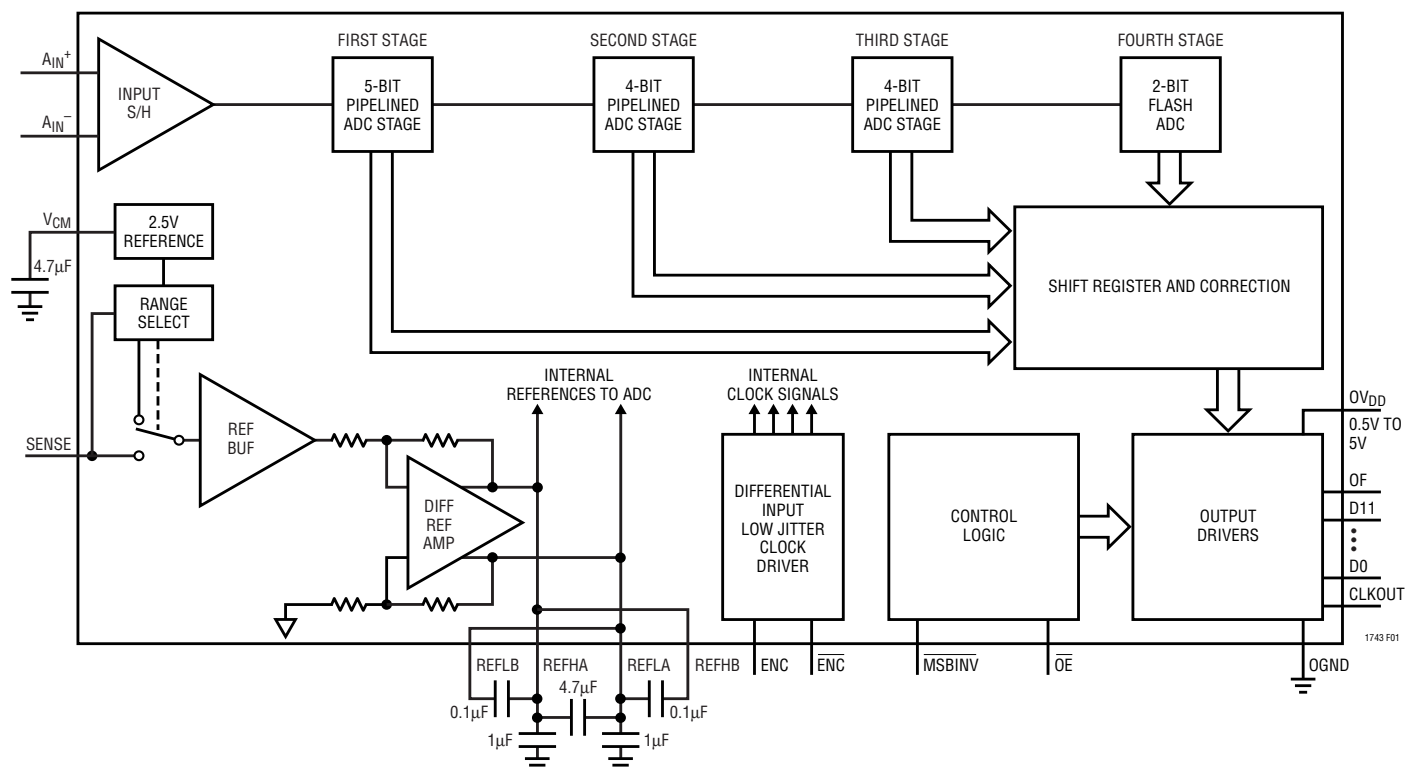 FIRST STAGE
SECOND STAGE
THIRD STAGE
FOURTH STAGE
AIN+
AIN–
INPUT
S/H
5-BIT
PIPELINED
ADC STAGE
4-BIT
PIPELINED
ADC STAGE
4-BIT
PIPELINED
ADC STAGE
2-BIT
FLASH
ADC
VCM
4.7µF
2.5V
REFERENCE
RANGE
SELECT
SHIFT REGISTER AND CORRECTION
SENSE
REF
BUF
DIFF
REF
AMP
INTERNAL
REFERENCES TO ADC
INTERNAL
CLOCK SIGNALS
DIFFERENTIAL
INPUT
LOW JITTER
CLOCK
DRIVER
CONTROL
LOGIC
OUTPUT
DRIVERS
OVDD
0.5V TO
5V
OF
D11
D0
CLKOUT
1743 F01
REFLB
REFHA
REFLA
REFHB
ENC
E̅N̅C̅
M̅S̅B̅I̅N̅V̅
O̅E̅
OGND
4.7µF
0.1µF
0.1µF
1µF
1µF